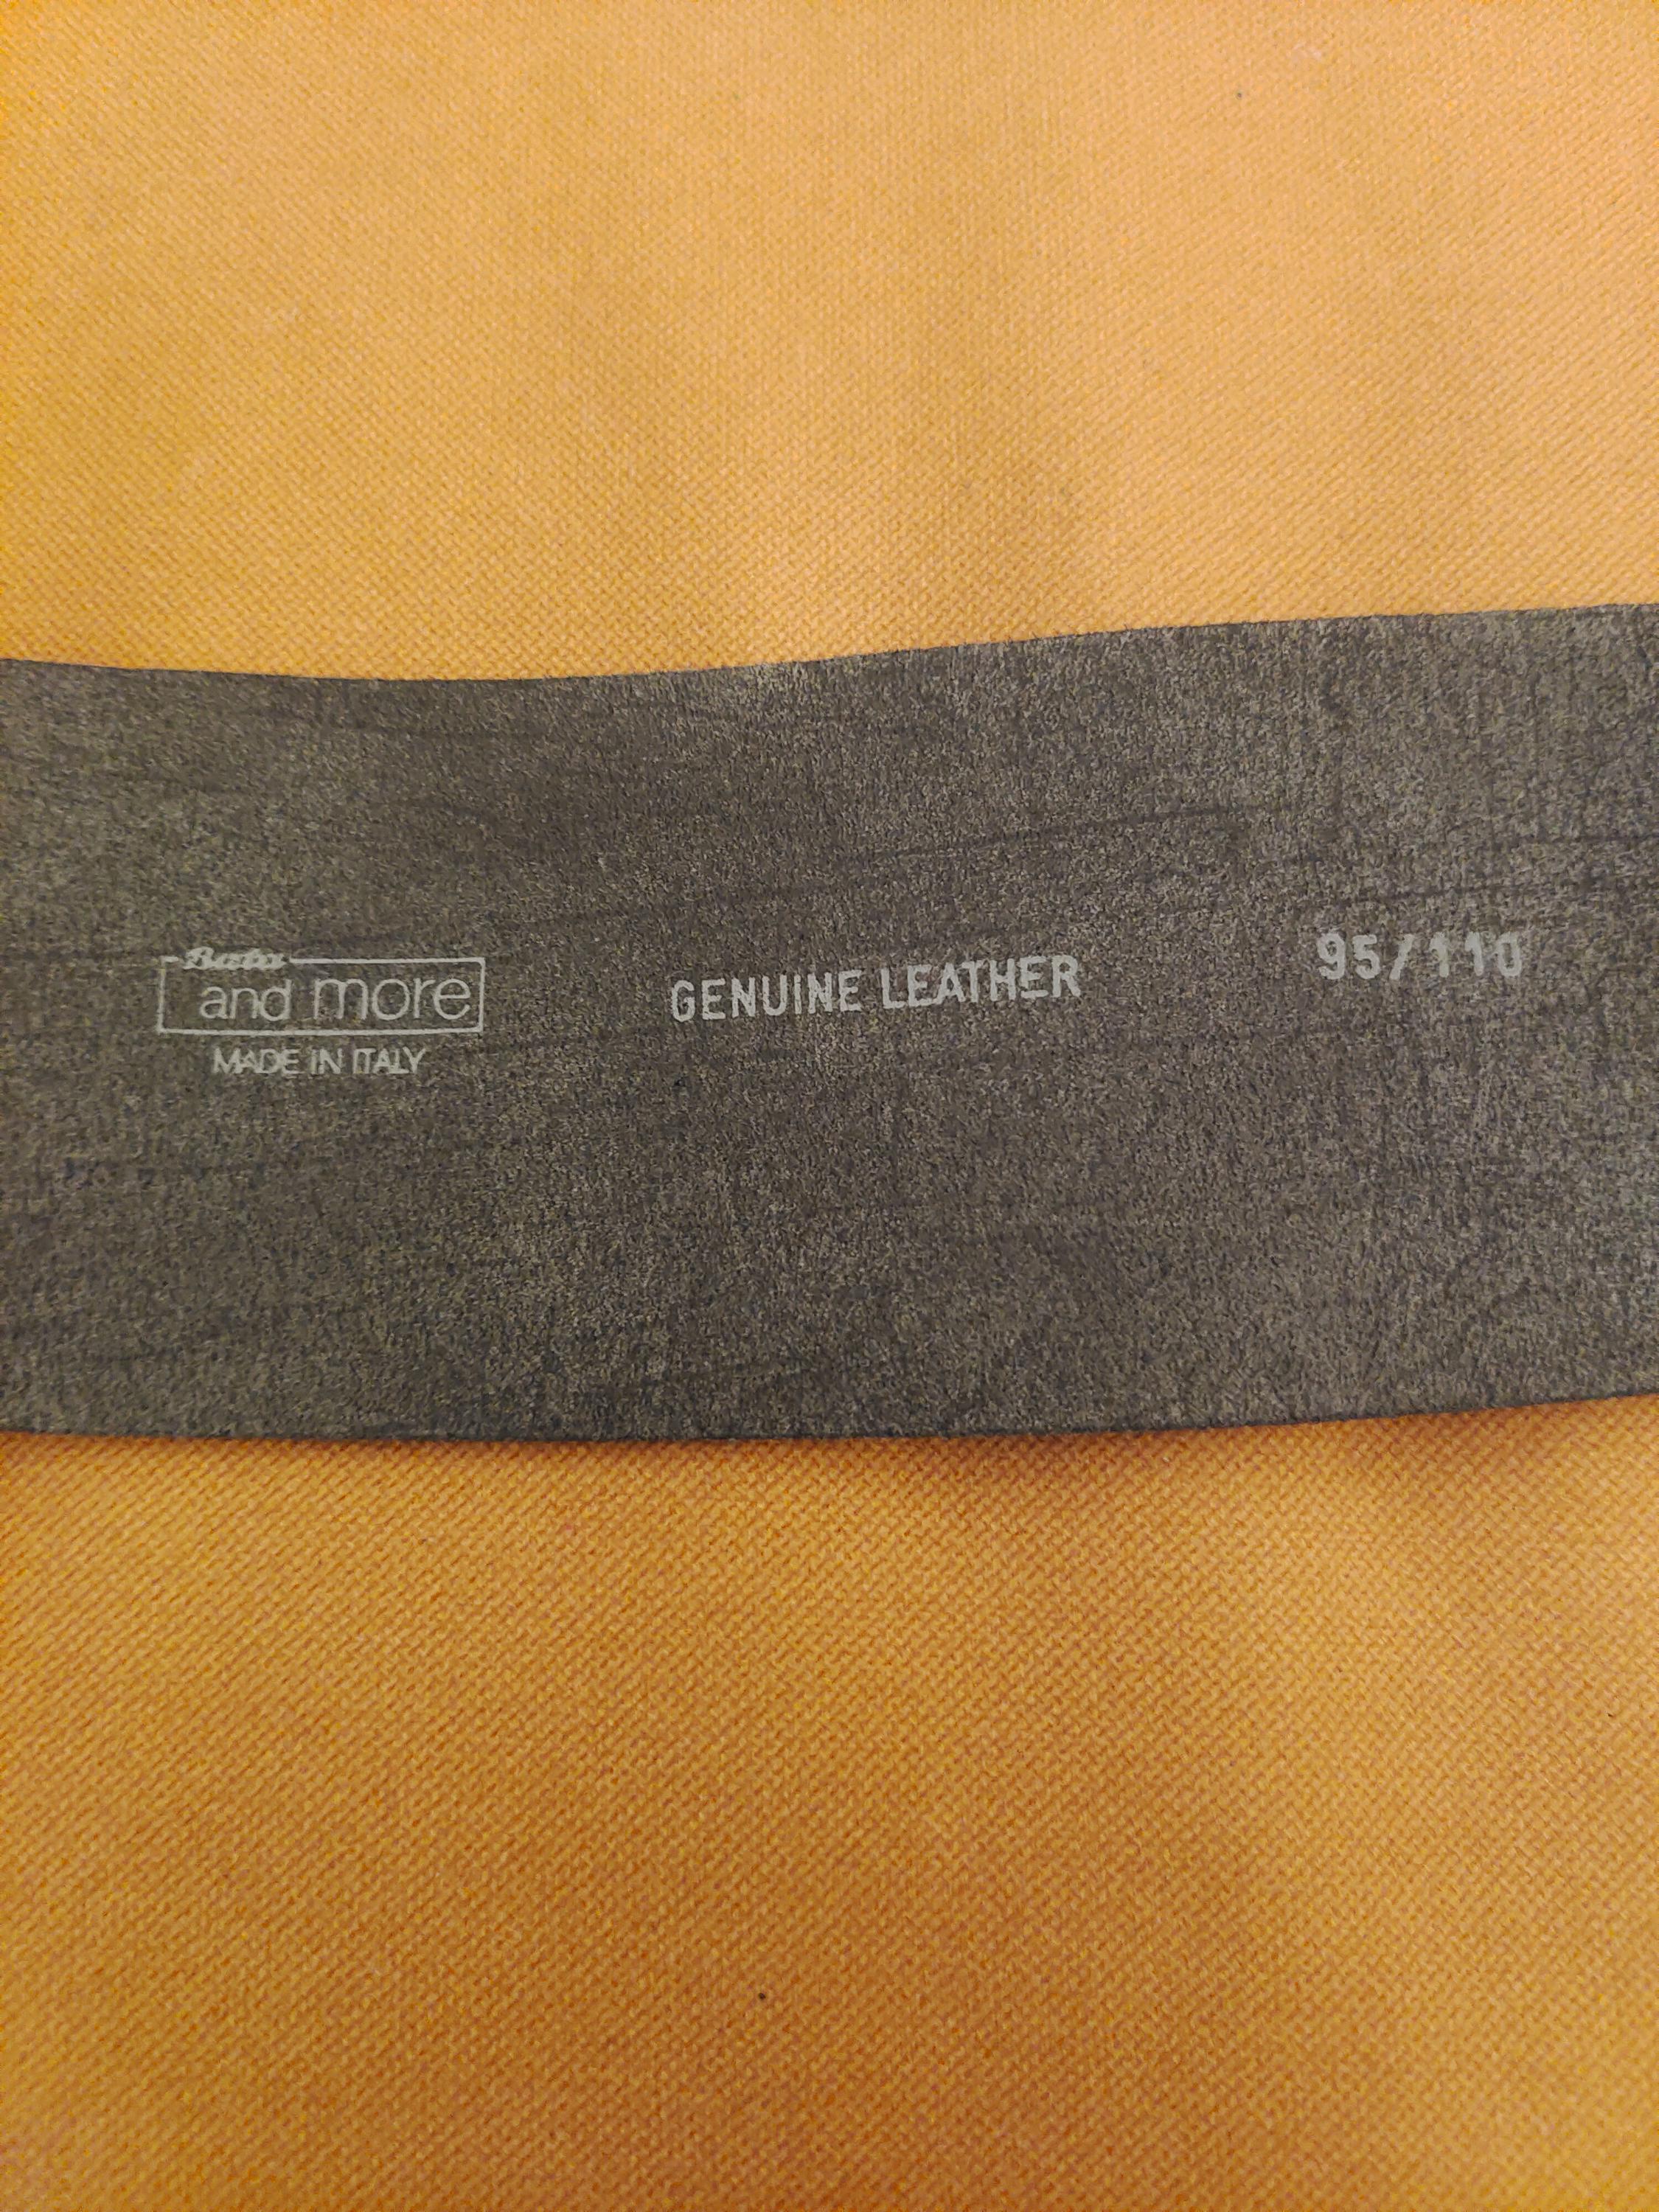 Bata
and more
MADE IN ITALY
GENUINE LEATHER
95/110